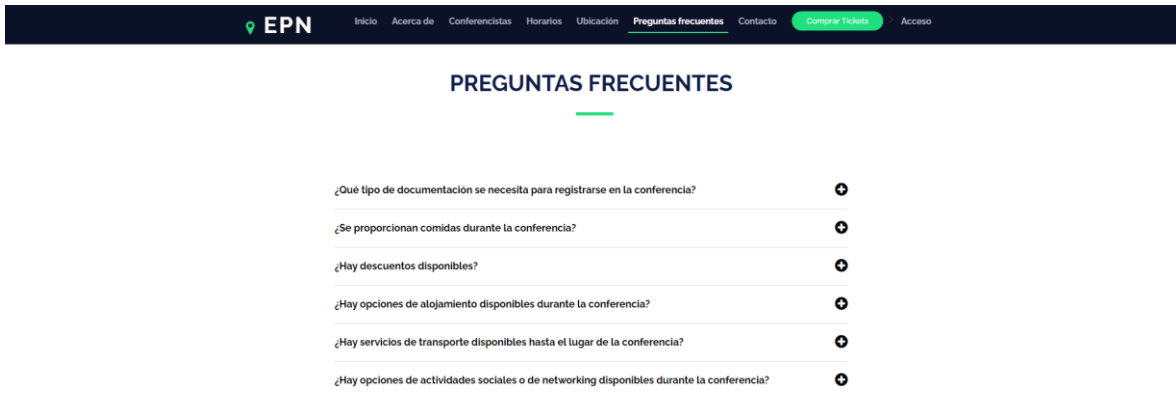 EPN
Inicio Acerca de Conferencistas Horarios Ubicación Preguntas frecuentes Contacto Comprar Tickets Acceso
PREGUNTAS FRECUENTES
¿Qué tipo de documentación se necesita para registrarse en la conferencia?
¿Se proporcionan comidas durante la conferencia?
¿Hay descuentos disponibles?
¿Hay opciones de alojamiento disponibles durante la conferencia?
¿Hay servicios de transporte disponibles hasta el lugar de la conferencia?
¿Hay opciones de actividades sociales o de networking disponibles durante la conferencia?